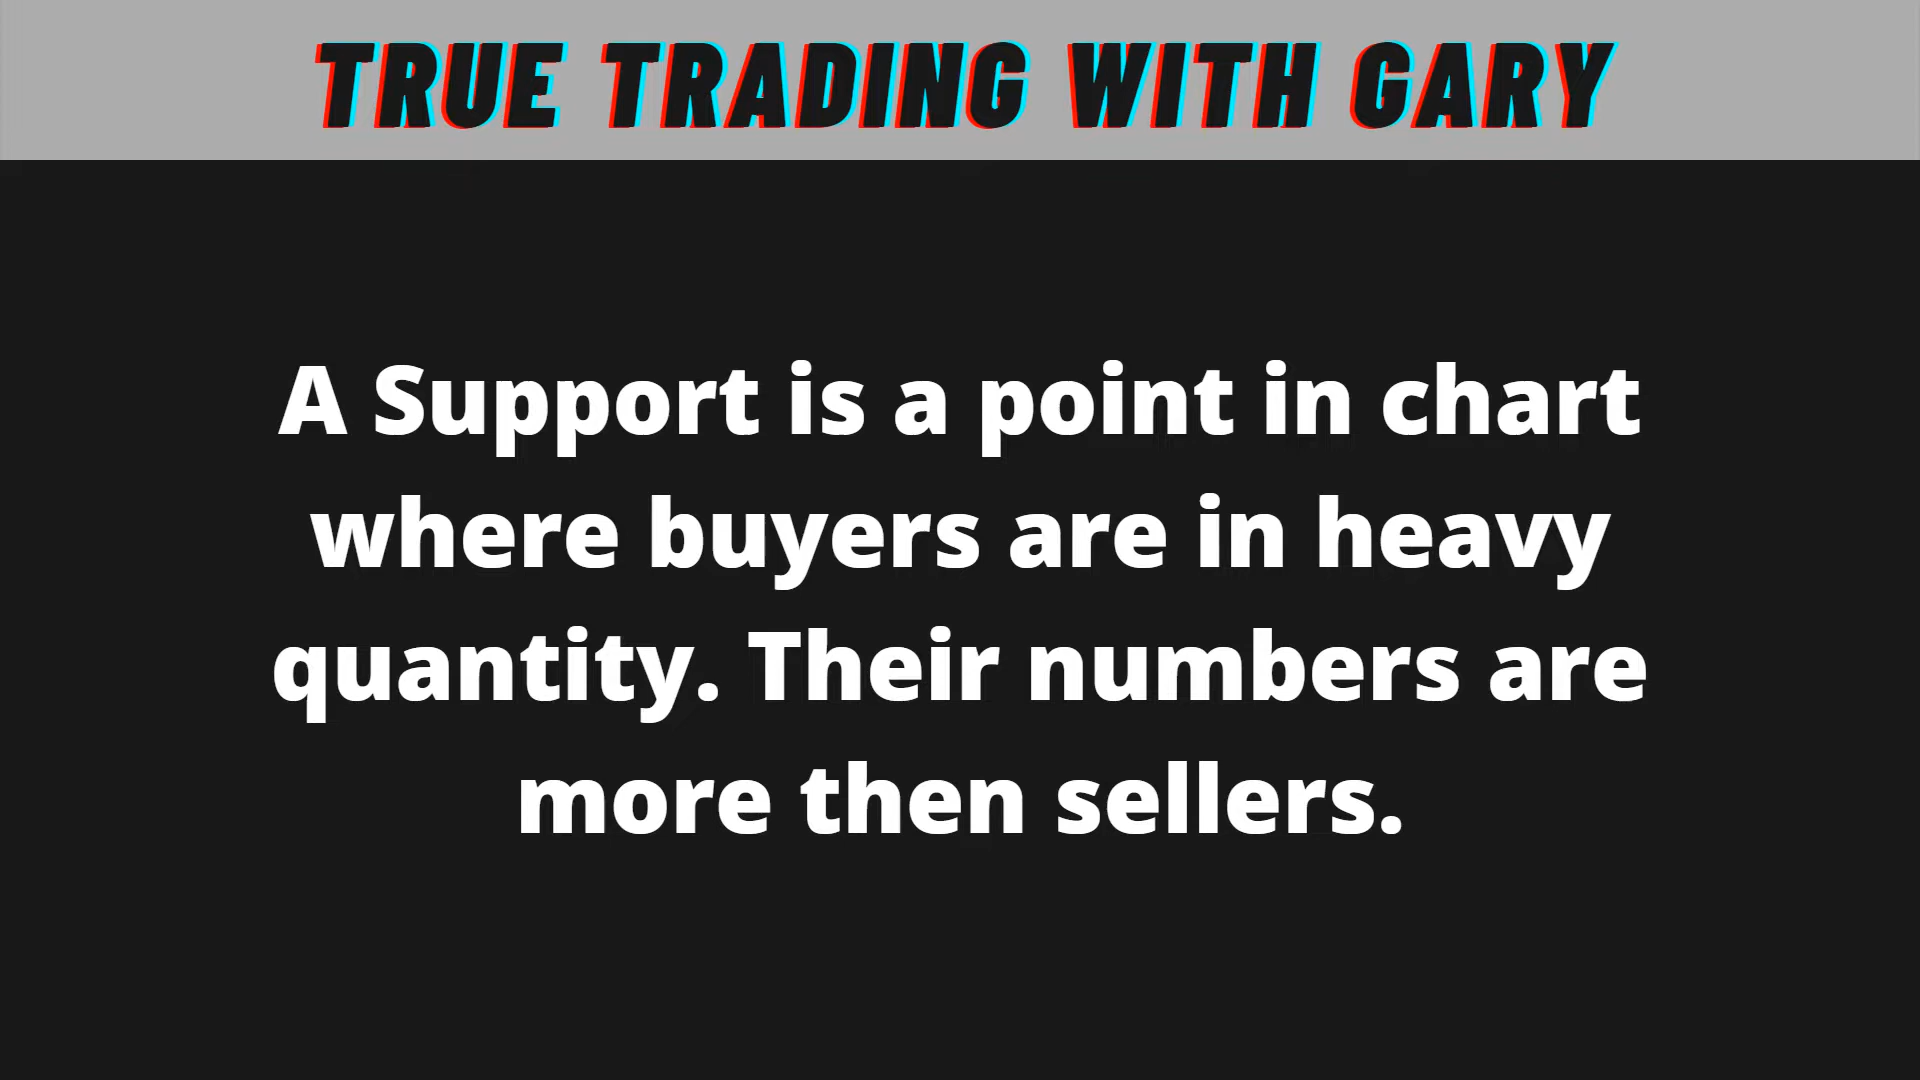 TRUE TRADING WITH GARY
A Support is a point in chart
where buyers are in heavy
quantity. Their numbers are
more then sellers.